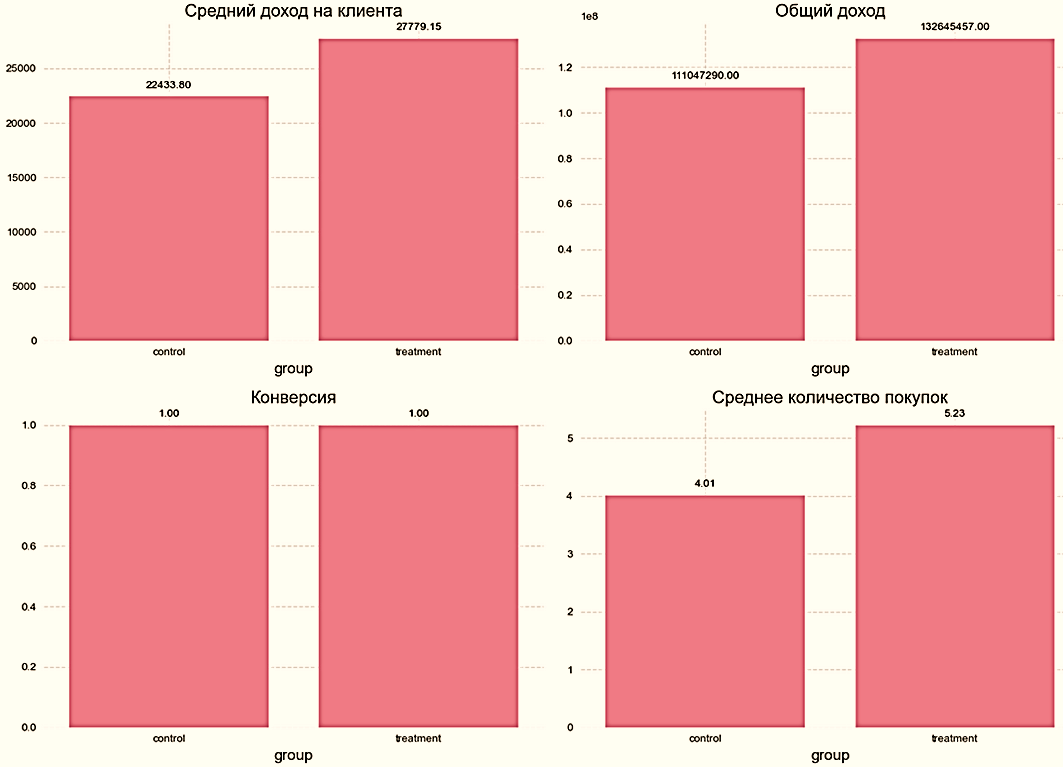 Средний доход на клиента
27779.15
22433.80
25000
20000
15000
10000
5000
0
control
treatment
group
Общий доход
1e8
132645457.00
111047290.00
1.2
1.0
0.8
0.6
0.4
0.2
0.0
control
treatment
group
Конверсия
1.00
1.00
1.0
0.8
0.6
0.4
0.2
0.0
control
treatment
group
Среднее количество покупок
5.23
4.01
5
4
3
2
1
0
control
treatment
group